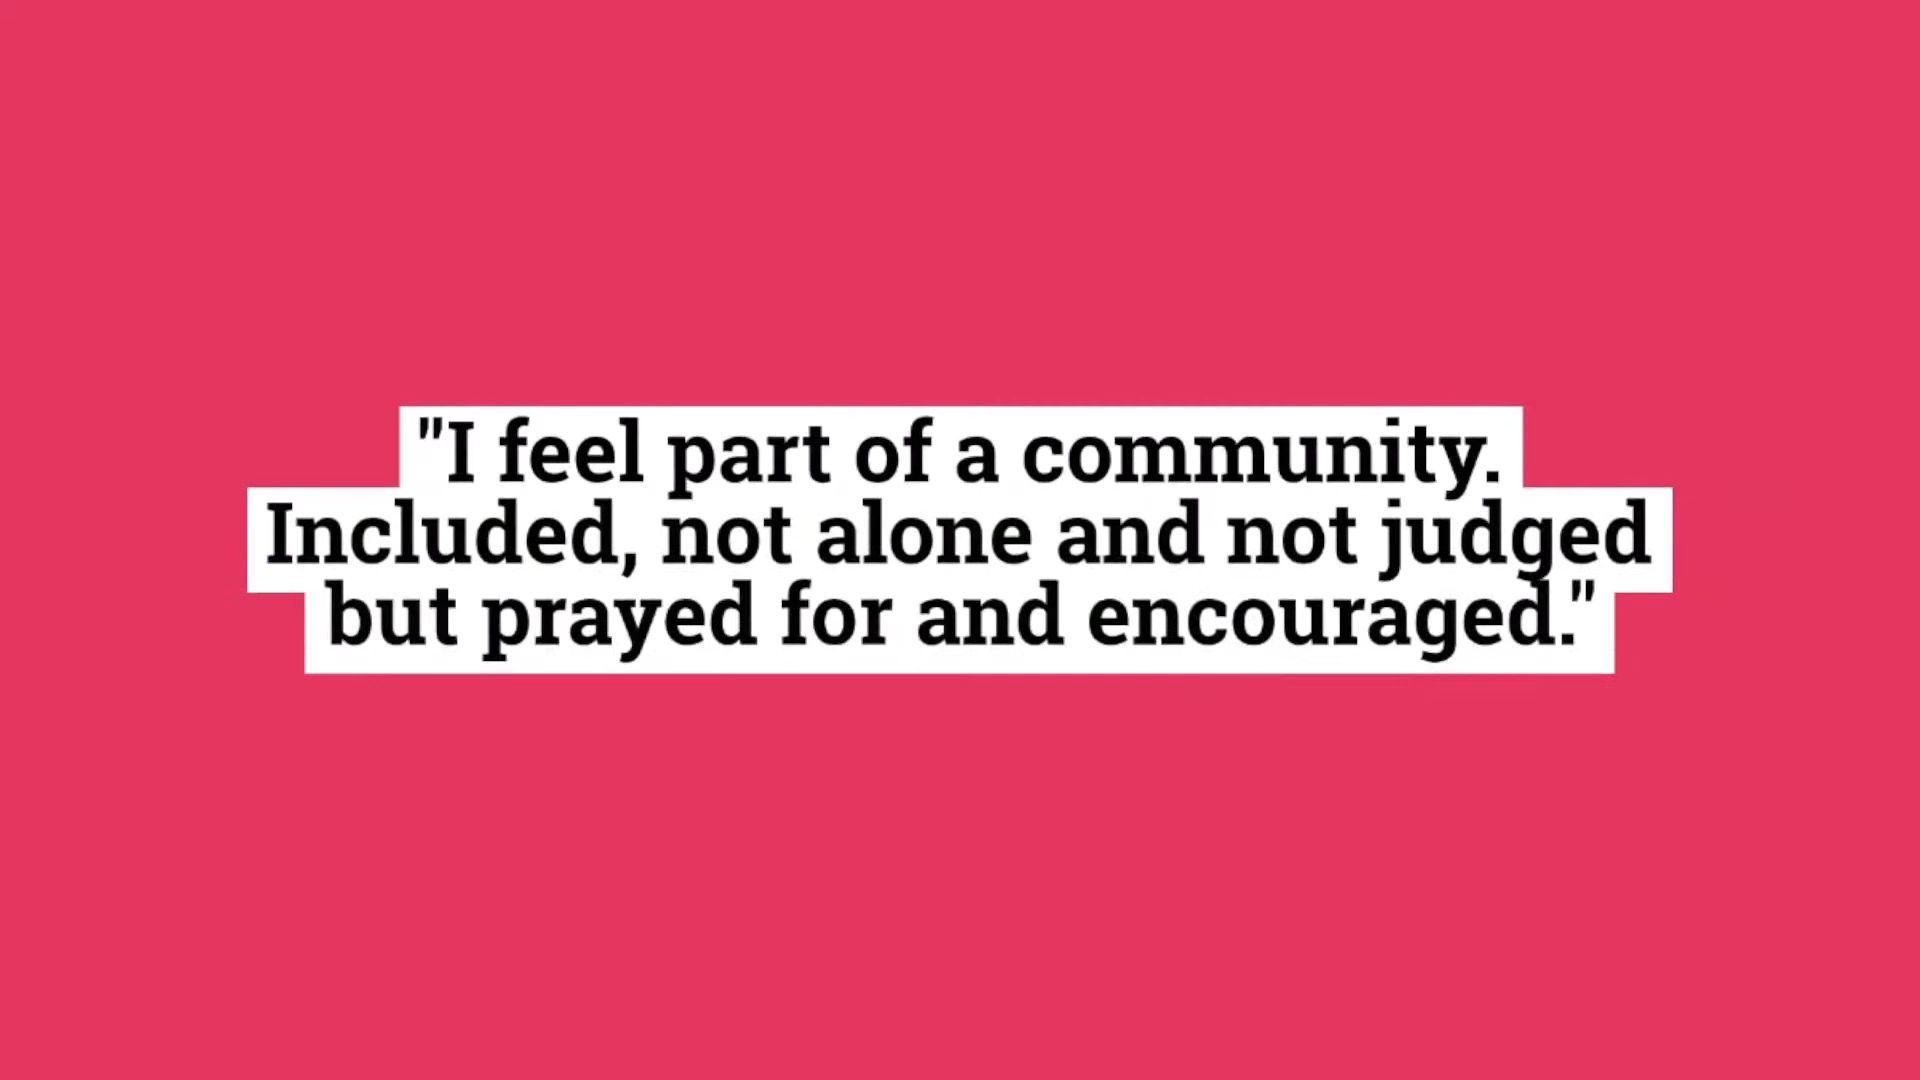 "I feel part of a community.
Included, not alone and not judged
but prayed for and encouraged."